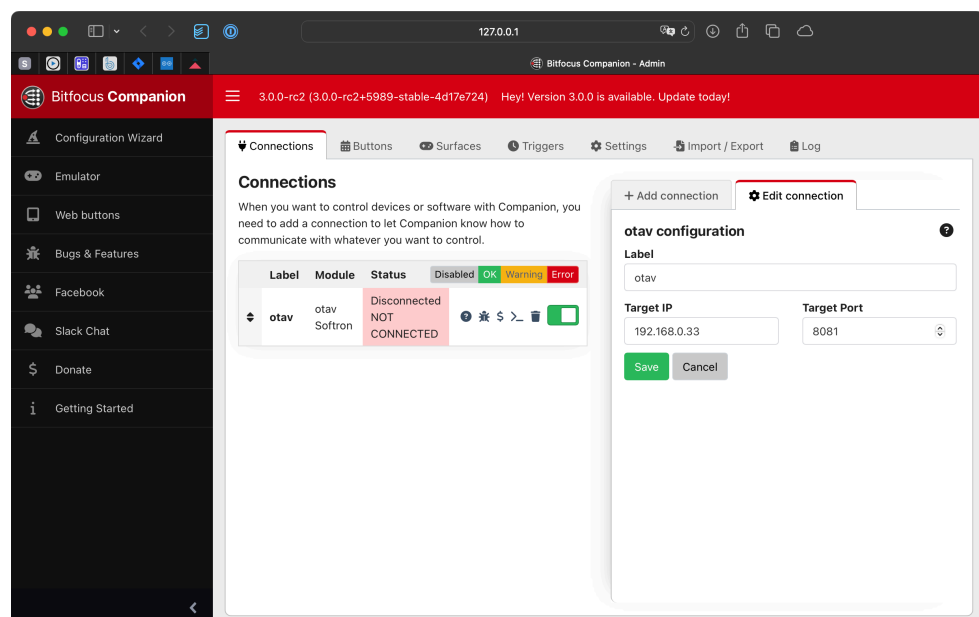 127.0.0.1
S
Bitfocus Companion - Admin
Bitfocus Companion
3.0.0-rc2 (3.0.0-rc2+5989-stable-4d17e724) Hey! Version 3.0.0 is available. Update today!
Configuration Wizard
Emulator
Web buttons
Bugs & Features
Facebook
Slack Chat
Donate
Getting Started
Connections Buttons Surfaces Triggers Settings Import / Export Log
Connections
When you want to control devices or software with Companion, you
need to add a connection to let Companion know how to
communicate with whatever you want to control.
Label Module Status Disabled OK Warning Error
otav
otav
Softron
Disconnected
NOT
CONNECTED
Add connection Edit connection
otav configuration
Label
otav
Target IP Target Port
192.168.0.33 8081
Save Cancel